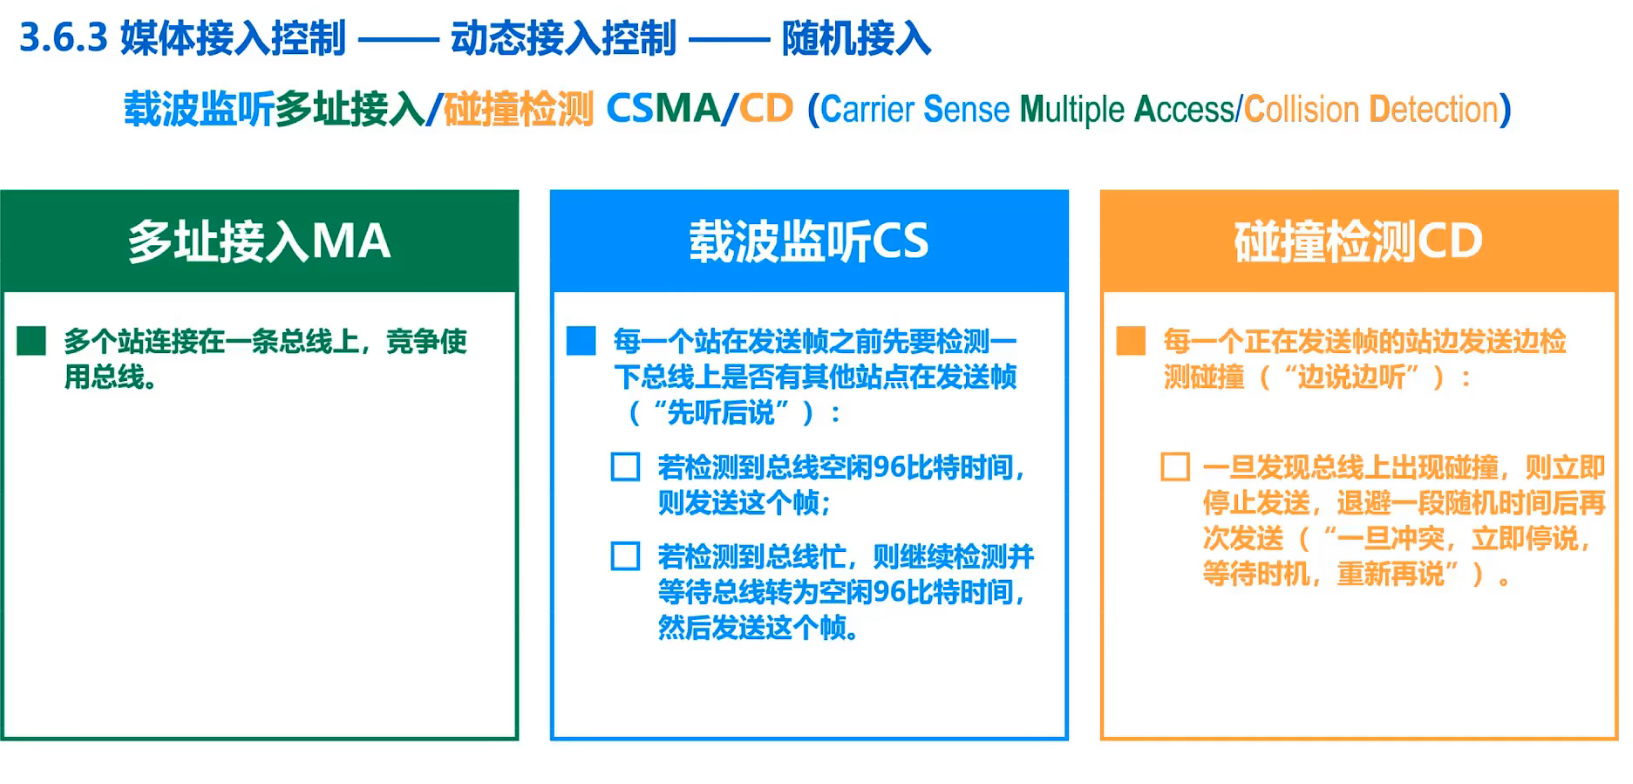 3.6.3 媒体接入控制 —— 动态接入控制 —— 随机接入
载波监听多址接入/碰撞检测 CSMA/CD (Carrier Sense Multiple Access/Collision Detection)
多址接入MA
多个站连接在一条总线上，竞争使
用总线。
载波监听CS
每一个站在发送帧之前先要检测一
下总线上是否有其他站点在发送帧
（“先听后说”）：
若检测到总线空闲96比特时间，
则发送这个帧；
若检测到总线忙，则继续检测并
等待总线转为空闲96比特时间，
然后发送这个帧。
碰撞检测CD
每一个正在发送帧的站边发送边检
测碰撞（“边说边听”）：
一旦发现总线上出现碰撞，则立即
停止发送，退避一段随机时间后再
次发送（“一旦冲突，立即停说，
等待时机，重新再说”）。